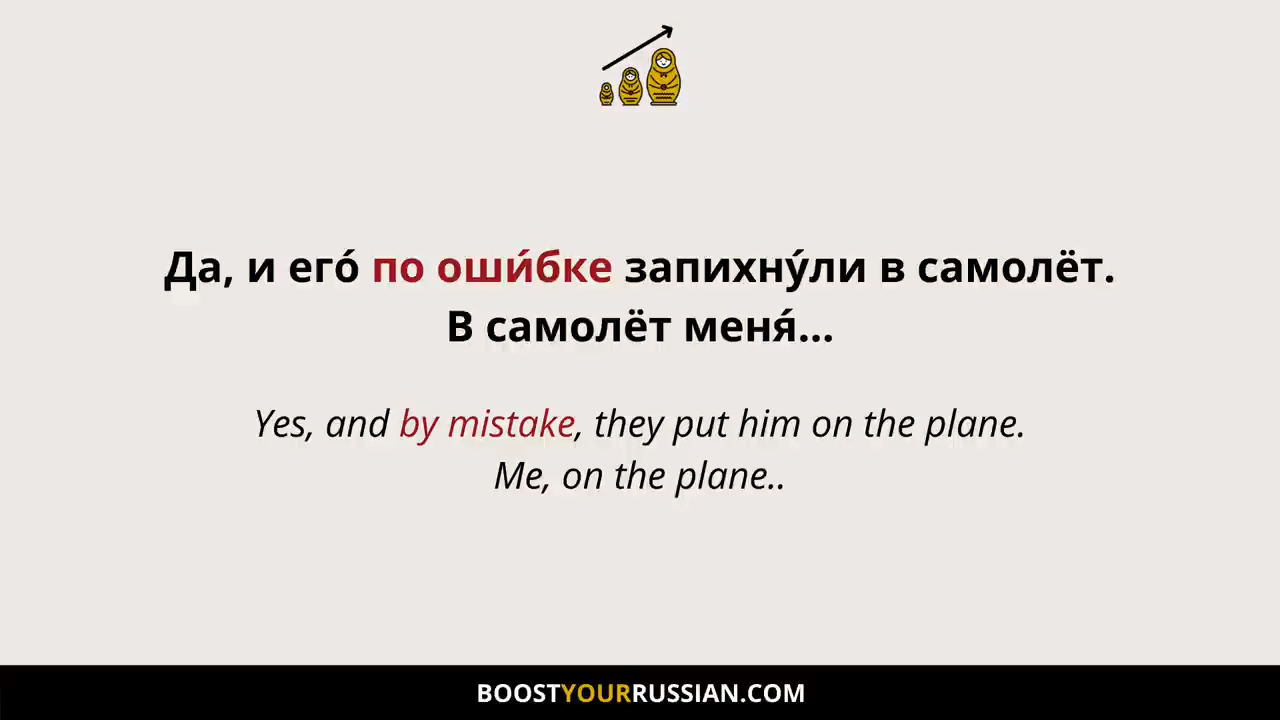 Да, и его́ по оши́бке запихну́ли в самолёт.
В самолёт меня́...
Yes, and by mistake, they put him on the plane.
Me, on the plane..
BOOSTYOURRUSSIAN.COM